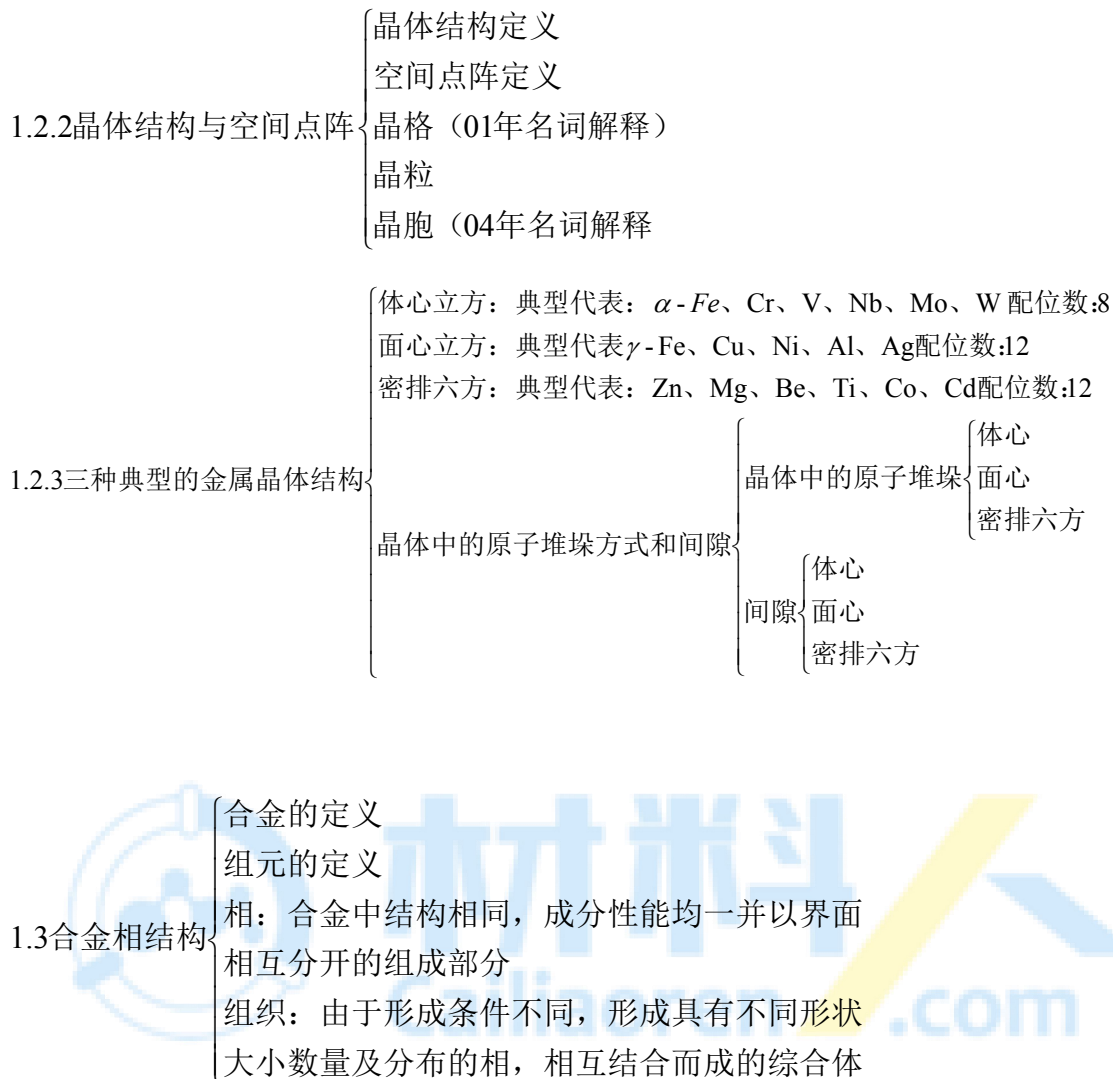 晶体结构定义
空间点阵定义
1.2.2晶体结构与空间点阵
晶格（01年名词解释）
晶粒
晶胞（04年名词解释
体心立方：典型代表：α-Fe、Cr、V、Nb、Mo、W 配位数:8
面心立方：典型代表γ-Fe、Cu、Ni、Al、Ag配位数:12
密排六方：典型代表：Zn、Mg、Be、Ti、Co、Cd配位数:12
1.2.3三种典型的金属晶体结构
晶体中的原子堆垛方式和间隙
晶体中的原子堆垛
体心
面心
密排六方
间隙
体心
面心
密排六方
合金的定义
组元的定义
1.3合金相结构
相：合金中结构相同，成分性能均一并以界面
相互分开的组成部分
组织：由于形成条件不同，形成具有不同形状
大小数量及分布的相，相互结合而成的综合体
材料人
Cailiaoren.com